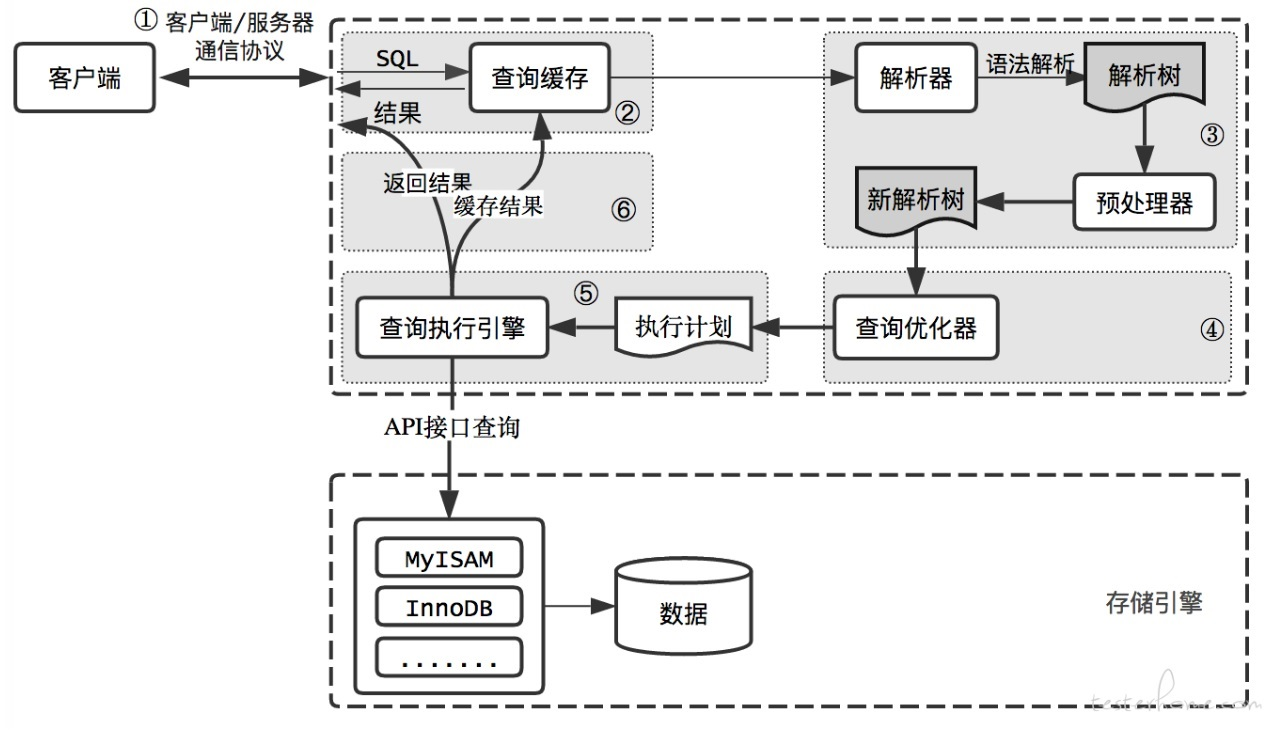 ① 客户端/服务器
通信协议
客户端
SQL
结果
查询缓存
②
解析器
语法解析
解析树
③
新解析树
预处理器
返回结果
缓存结果
⑥
查询执行引擎
⑤
执行计划
查询优化器
④
API接口查询
MyISAM
InnoDB
.......
数据
存储引擎
testerhome.com